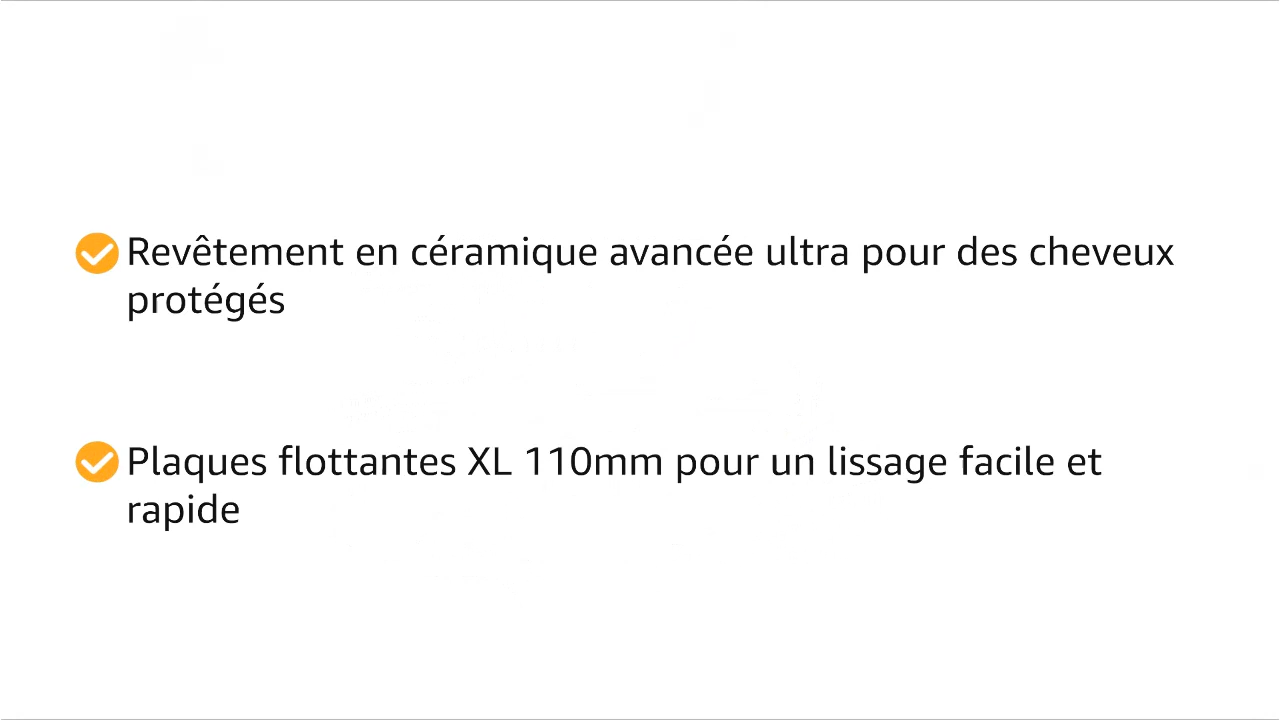 Revêtement en céramique avancée ultra pour des cheveux
protégés
Plaques flottantes XL 110mm pour un lissage facile et
rapide